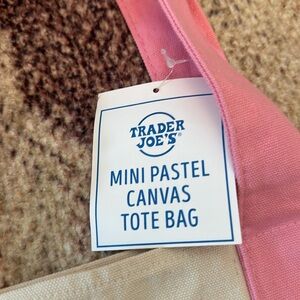 TRADER
JOE'S®
MINI PASTEL
CANVAS
TOTE BAG